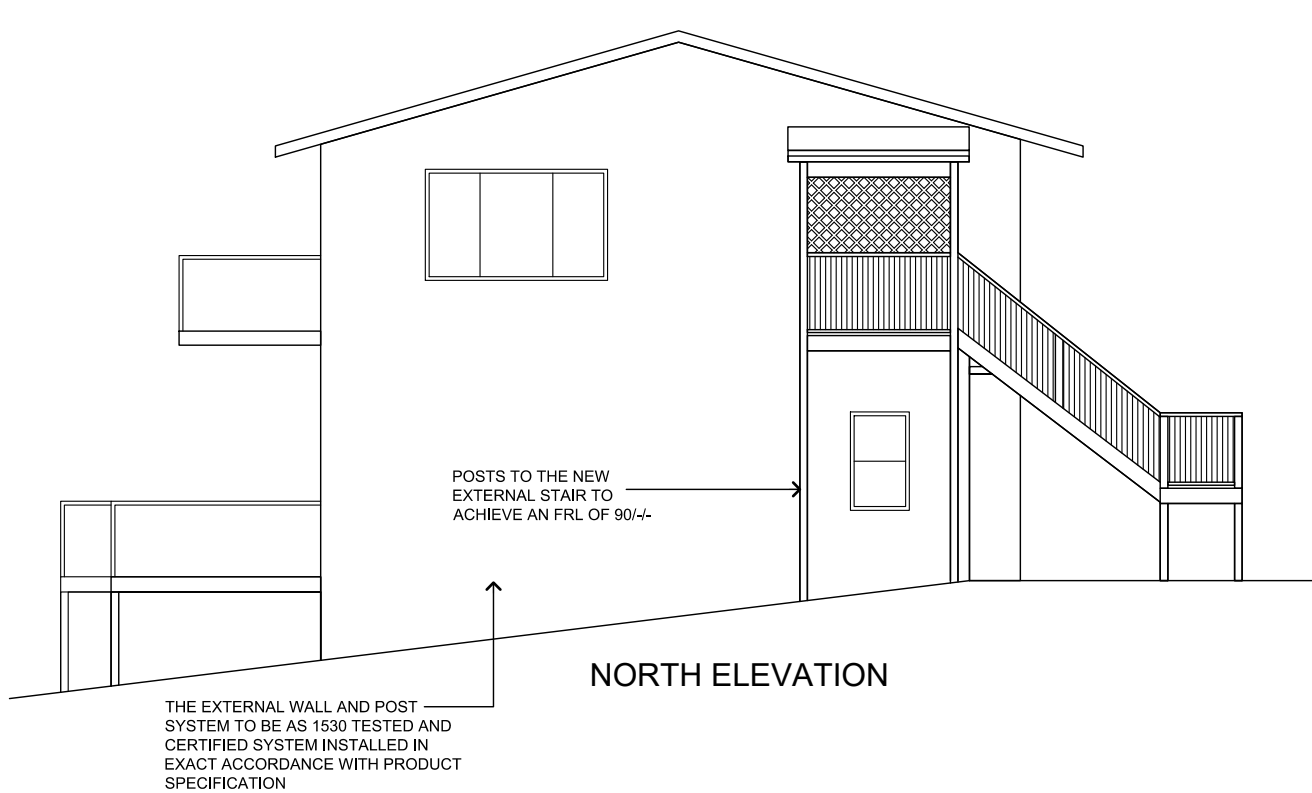 POSTS TO THE NEW
EXTERNAL STAIR TO
ACHIEVE AN FRL OF 90/-/-
NORTH ELEVATION
THE EXTERNAL WALL AND POST
SYSTEM TO BE AS 1530 TESTED AND
CERTIFIED SYSTEM INSTALLED IN
EXACT ACCORDANCE WITH PRODUCT
SPECIFICATION